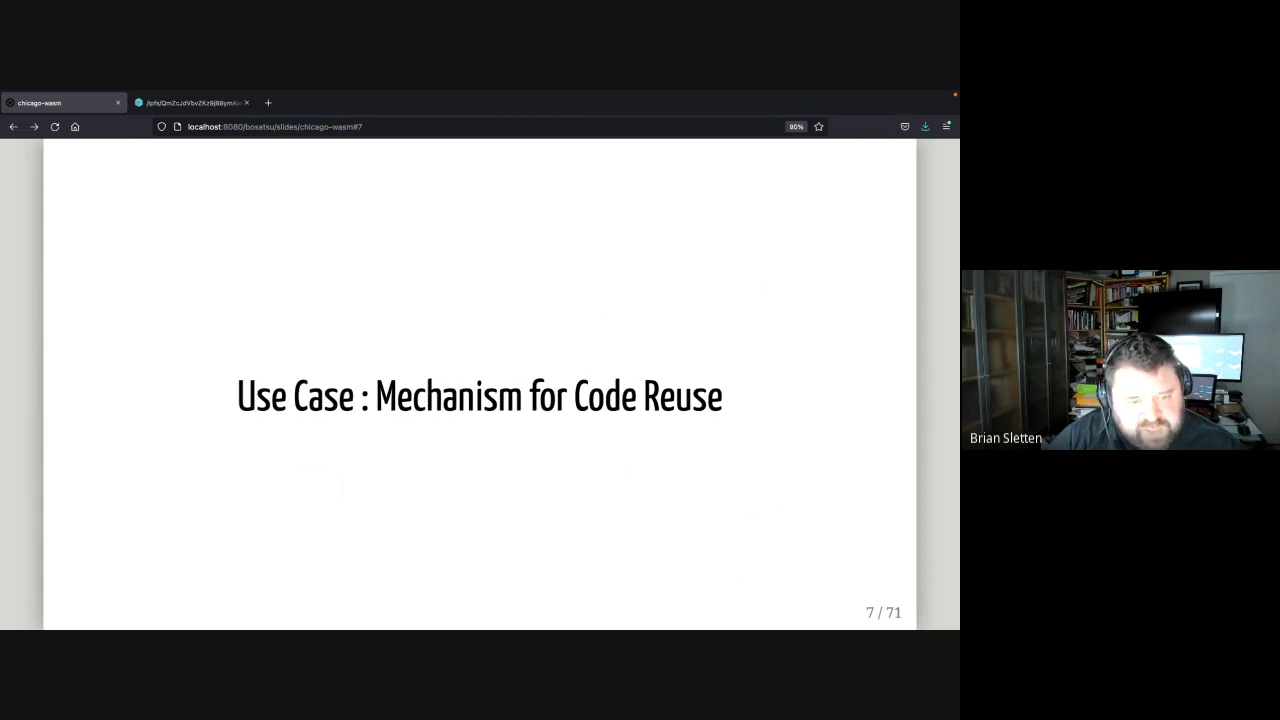 chicago-wasm
localhost:8080/bosatsu/slides/chicago-wasm#7
90%
Use Case : Mechanism for Code Reuse
7 / 71
Brian Sletten